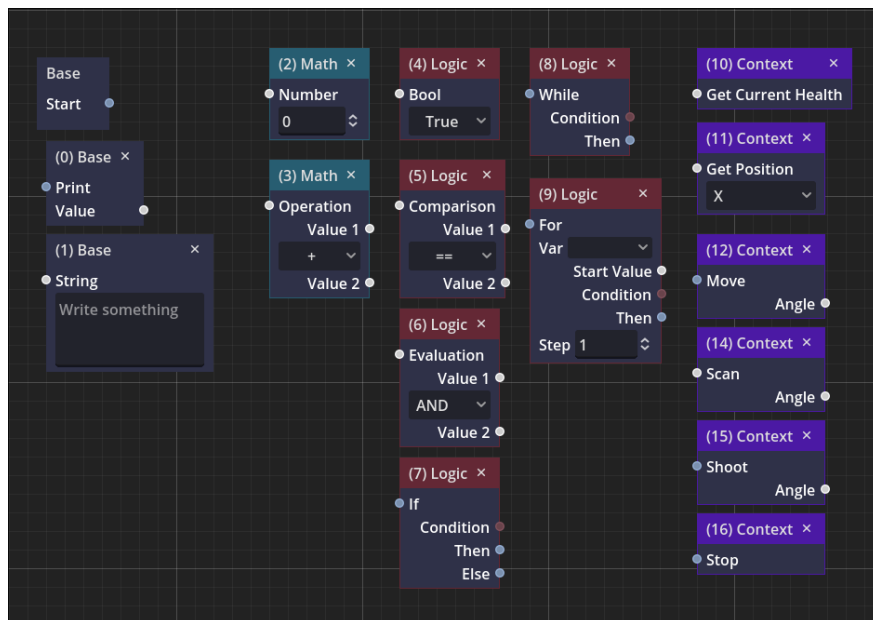 Base
Start
(0) Base ×
Print
Value
(1) Base ×
String
Write something
(2) Math ×
Number
0
(3) Math ×
Operation
Value 1
+
Value 2
(4) Logic ×
Bool
True
(5) Logic ×
Comparison
Value 1
==
Value 2
(6) Logic ×
Evaluation
Value 1
AND
Value 2
(7) Logic ×
If
Condition
Then
Else
(8) Logic ×
While
Condition
Then
(9) Logic ×
For
Var
Start Value
Condition
Then
Step 1
(10) Context ×
Get Current Health
(11) Context ×
Get Position
X
(12) Context ×
Move
Angle
(14) Context ×
Scan
Angle
(15) Context ×
Shoot
Angle
(16) Context ×
Stop